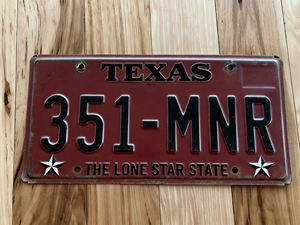 TEXAS
351-MNR
THE LONE STAR STATE